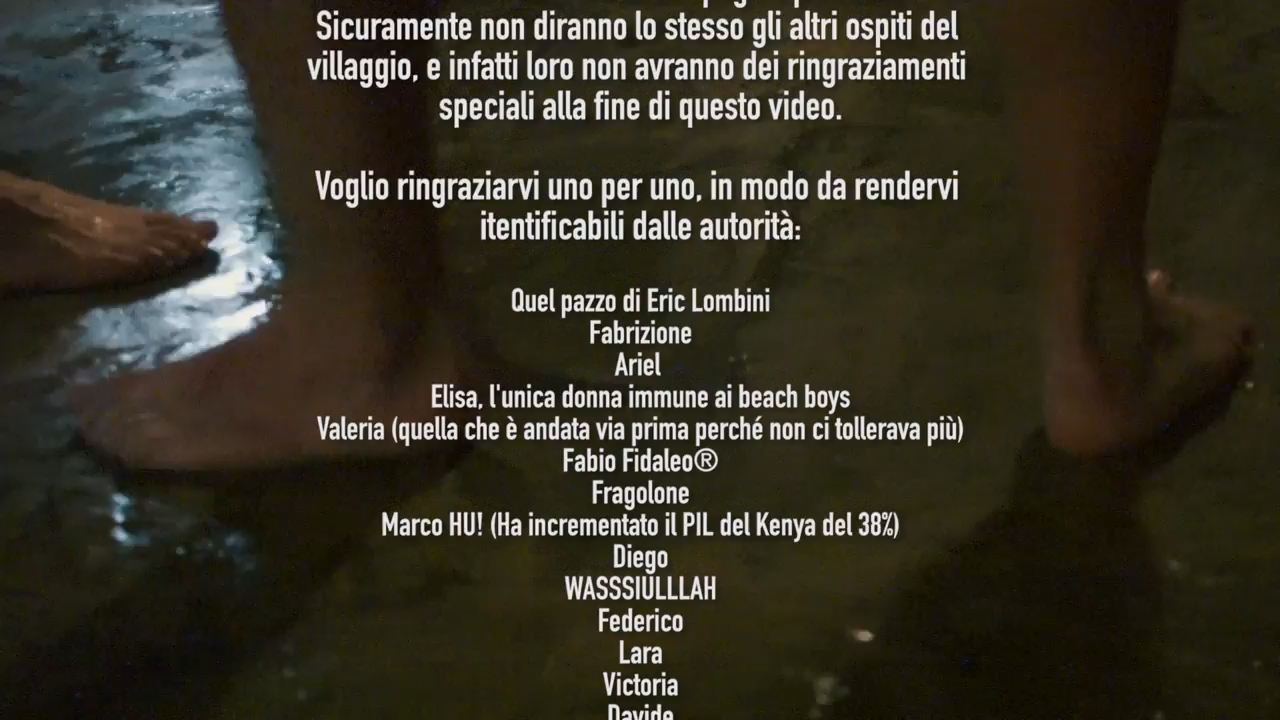 Sicuramente non diranno lo stesso gli altri ospiti del
villaggio, e infatti loro non avranno dei ringraziamenti
speciali alla fine di questo video.
Voglio ringraziarvi uno per uno, in modo da rendervi
itentificabili dalle autorità:
Quel pazzo di Eric Lombini
Fabrizione
Ariel
Elisa, l'unica donna immune ai beach boys
Valeria (quella che è andata via prima perché non ci tollerava più)
Fabio Fidaleo®
Fragolone
Marco HU! (Ha incrementato il PIL del Kenya del 38%)
Diego
WASSSIULLLAH
Federico
Lara
Victoria
Davide